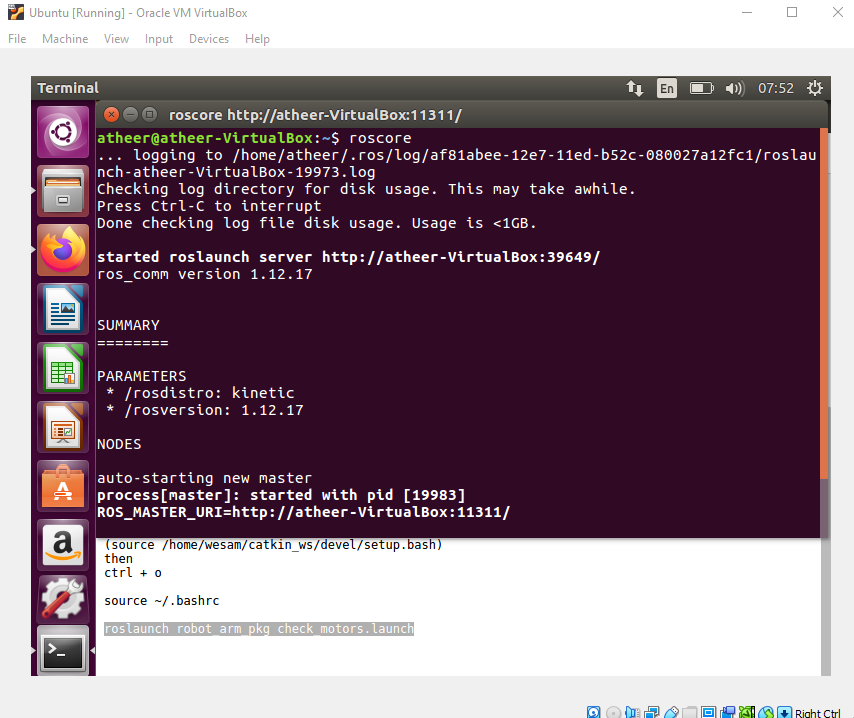 Ubuntu [Running] - Oracle VM VirtualBox
File Machine View Input Devices Help
Terminal
En
07:52
roscore http://atheer-VirtualBox:11311/
atheer@atheer-VirtualBox:~$ roscore
... logging to /home/atheer/.ros/log/af81abee-12e7-11ed-b52c-080027a12fc1/roslau
nch-atheer-VirtualBox-19973.log
Checking log directory for disk usage. This may take awhile.
Press Ctrl-C to interrupt
Done checking log file disk usage. Usage is <1GB.
started roslaunch server http://atheer-VirtualBox:39649/
ros_comm version 1.12.17
SUMMARY
========
PARAMETERS
* /rosdistro: kinetic
* /rosversion: 1.12.17
NODES
auto-starting new master
process[master]: started with pid [19983]
ROS_MASTER_URI=http://atheer-VirtualBox:11311/
(source /home/wesam/catkin_ws/devel/setup.bash)
then
ctrl + o
source ~/.bashrc
roslaunch robot_arm_pkg check_motors.launch
Right Ctrl